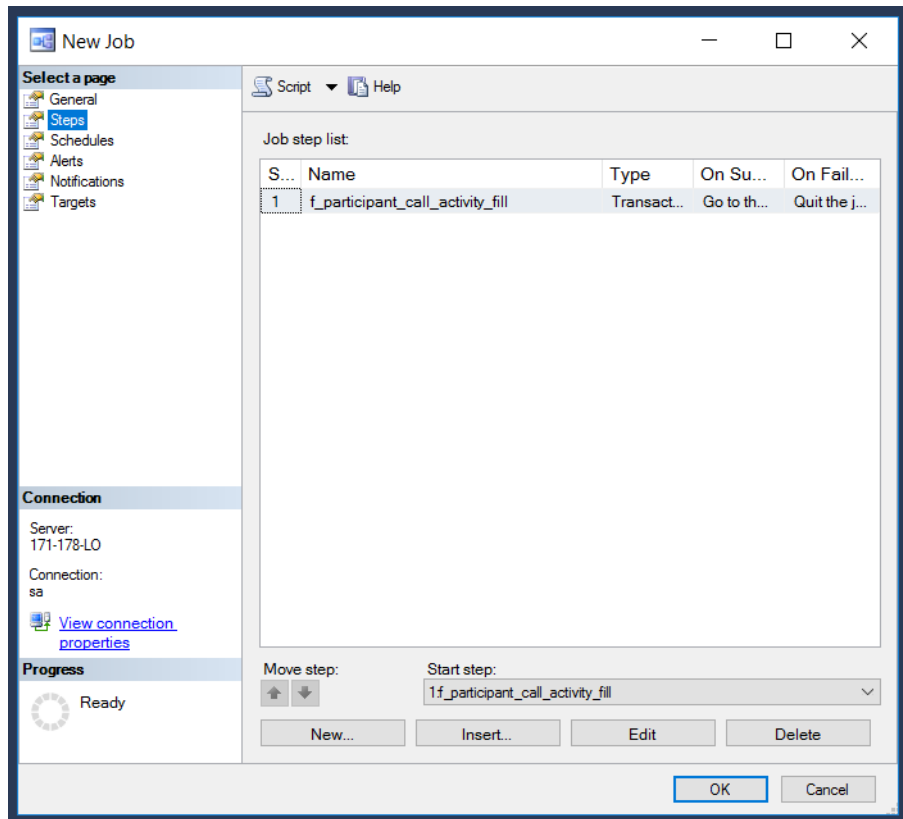 New Job
Select a page
General
Steps
Schedules
Alerts
Notifications
Targets
Script Help
Job step list:
S... Name Type On Su... On Fail...
1 f_participant_call_activity_fill Transact... Go to th... Quit the j...
Connection
Server:
171-178-LO
Connection:
sa
View connection
properties
Progress
Ready
Move step: Start step:
1:f_participant_call_activity_fill
New... Insert... Edit Delete
OK Cancel